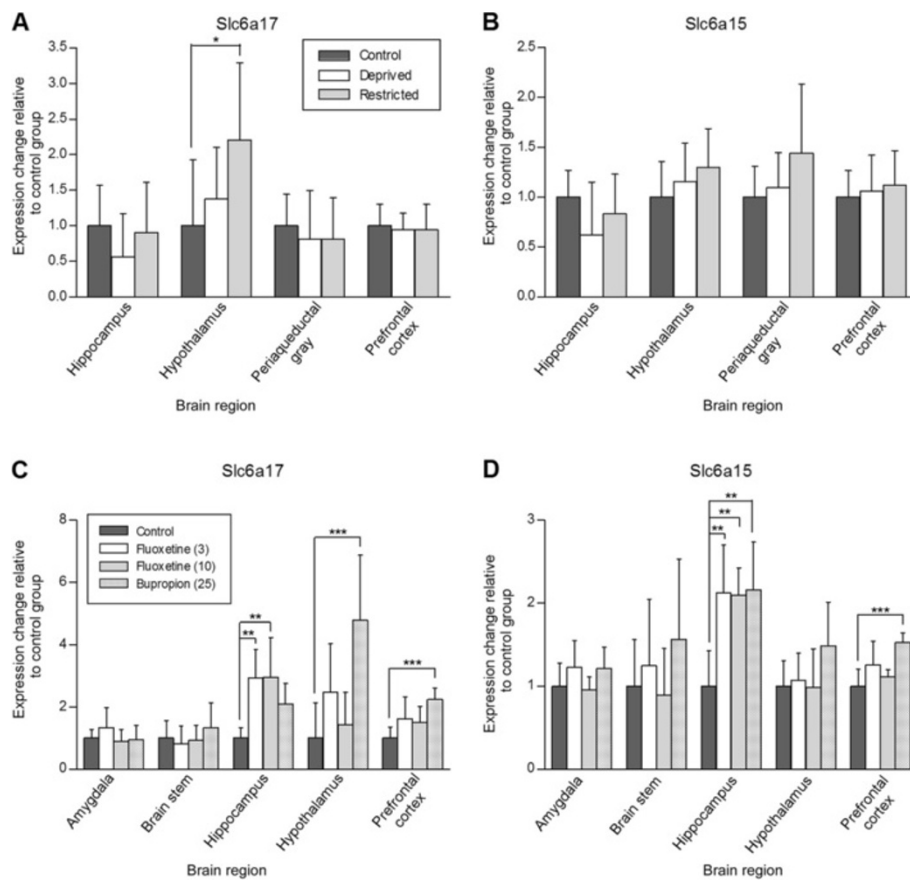 A
Slc6a17
Expression change relative
to control group
3.5
3.0
2.5
2.0
1.5
1.0
0.5
0.0
*
Control
Deprived
Restricted
Hippocampus
Hypothalamus
Periaqueductal
gray
Prefrontal
cortex
Brain region
B
Slc6a15
Expression change relative
to control group
2.5
2.0
1.5
1.0
0.5
0.0
Hippocampus
Hypothalamus
Periaqueductal
gray
Prefrontal
cortex
Brain region
C
Slc6a17
Expression change relative
to control group
8
6
4
2
0
Control
Fluoxetine (3)
Fluoxetine (10)
Bupropion (25)
**
**
***
***
Amygdala
Brain stem
Hippocampus
Hypothalamus
Prefrontal
cortex
Brain region
D
Slc6a15
Expression change relative
to control group
3
2
1
0
**
**
**
***
Amygdala
Brain stem
Hippocampus
Hypothalamus
Prefrontal
cortex
Brain region